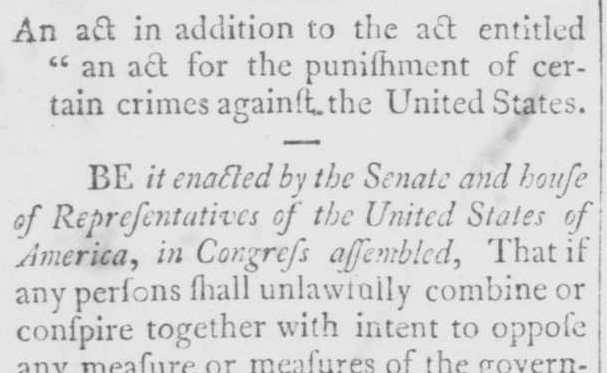 An act in addition to the act entitled
“ an act for the puniſhment of cer-
tain crimes againſt the United States.
BE it enacted by the Senate and houſe
of Repreſentatives of the United States of
America, in Congreſs aſſembled, That if
any perſons ſhall unlawfully combine or
conſpire together with intent to oppoſe
any meaſure or meaſures of the govern-